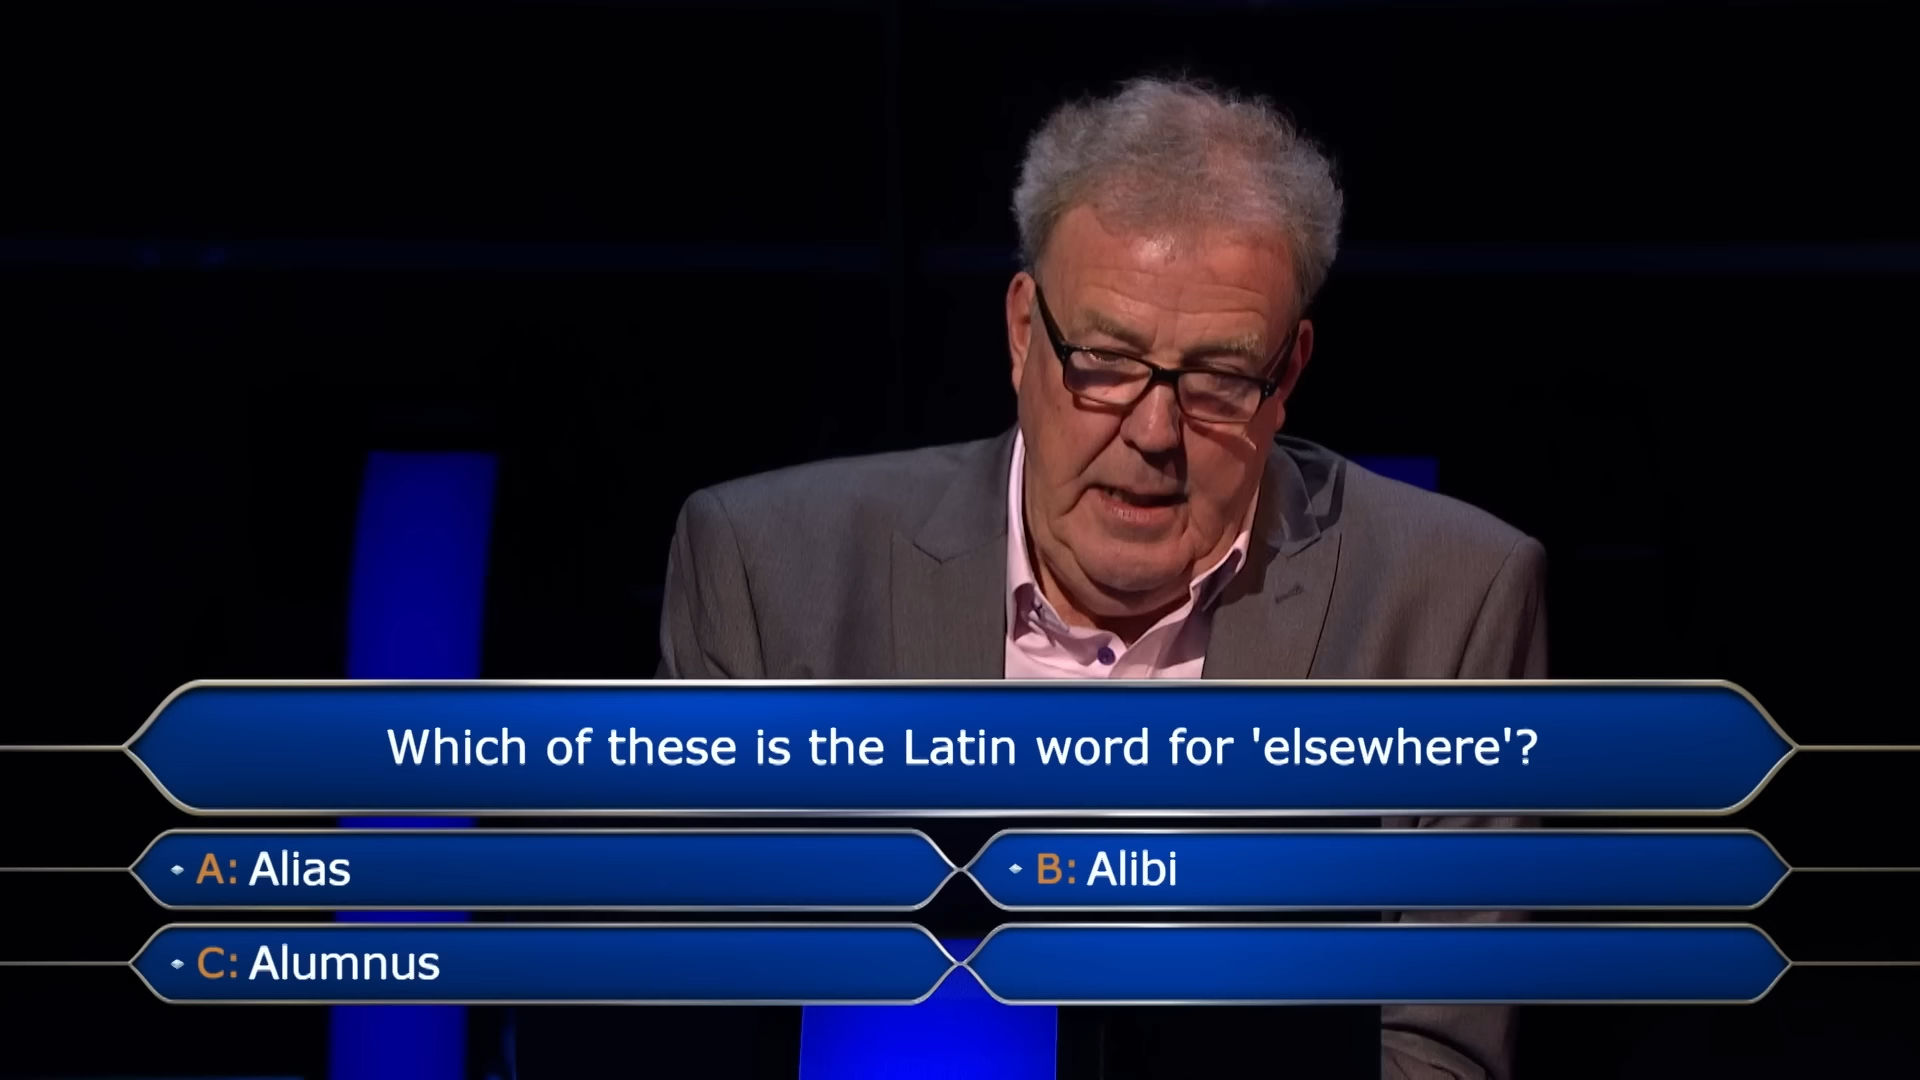 Which of these is the Latin word for 'elsewhere'?
A: Alias
B: Alibi
C: Alumnus